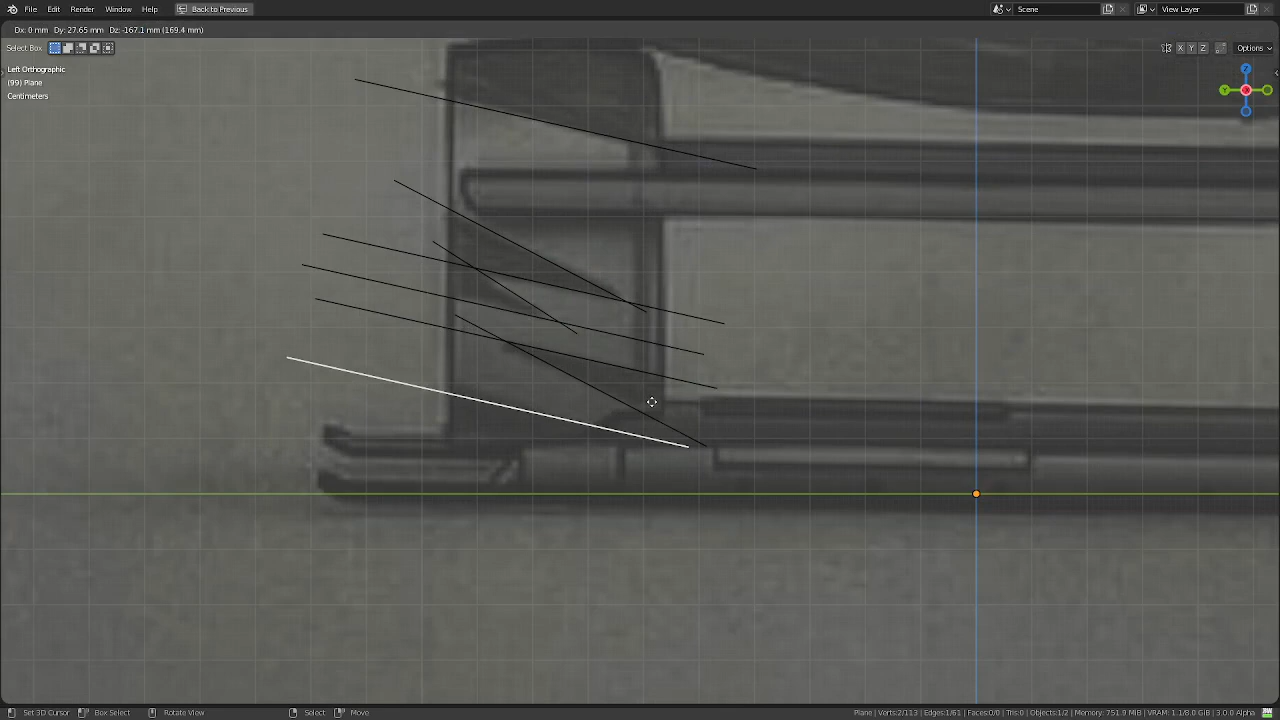 File Edit Render Window Help Back to Previous Scene View Layer
Dx: 0 mm Dy: 27.65 mm Dz: -167.1 mm (169.4 mm)
Select Box X Y Z Options
Left Orthographic
(99) Plane
Centimeters
Z
Y
Set 3D Cursor Box Select Rotate View Select Move Plane | Verts:2/113 | Edges:1/61 | Faces:0/0 | Tris:0 | Objects:1/2 | Memory: 751.9 MiB | VRAM: 1.1/8.0 GiB | 3.0.0 Alpha